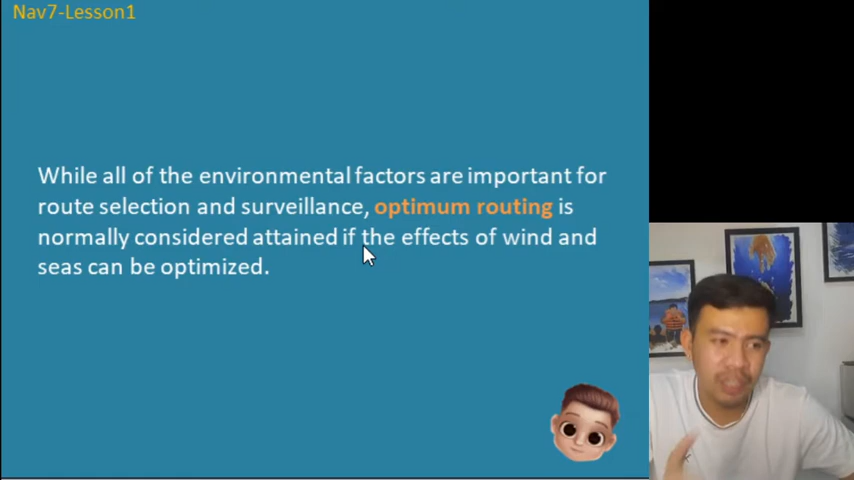 Nav7-Lesson1
While all of the environmental factors are important for
route selection and surveillance, optimum routing is
normally considered attained if the effects of wind and
seas can be optimized.